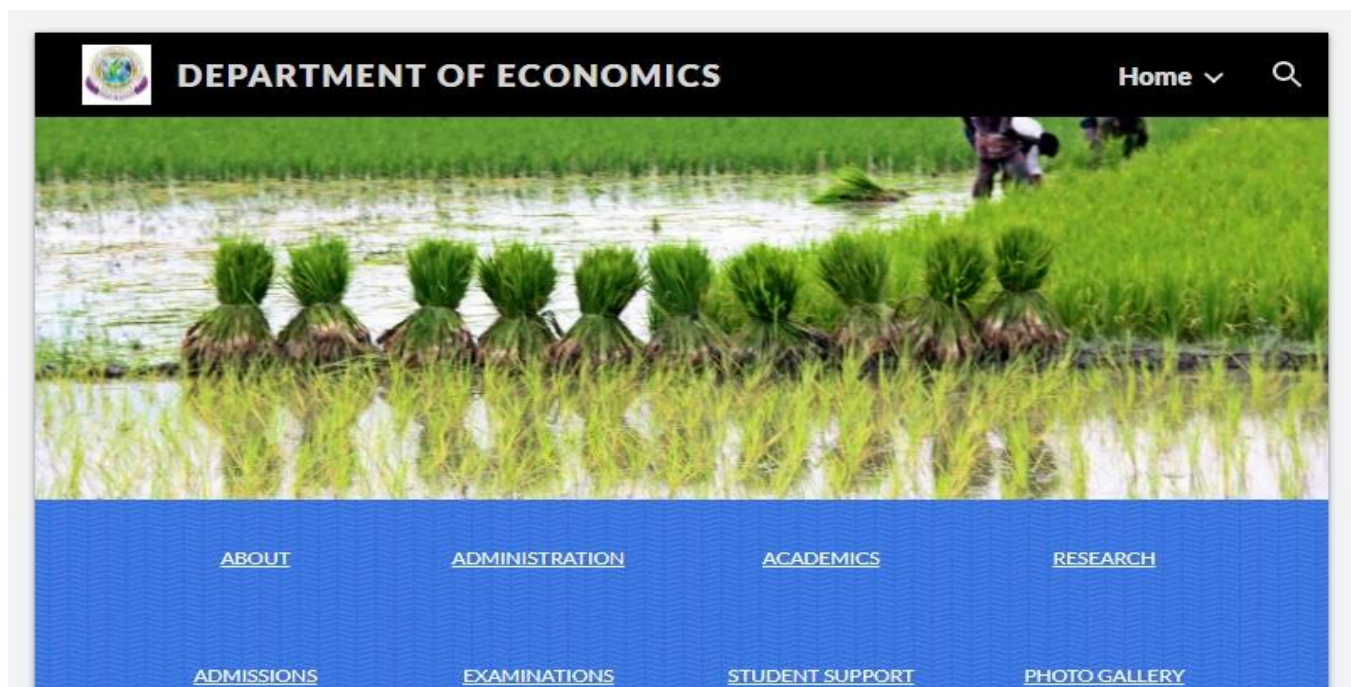 DEPARTMENT OF ECONOMICS Home
ABOUT ADMINISTRATION ACADEMICS RESEARCH
ADMISSIONS EXAMINATIONS STUDENT SUPPORT PHOTO GALLERY